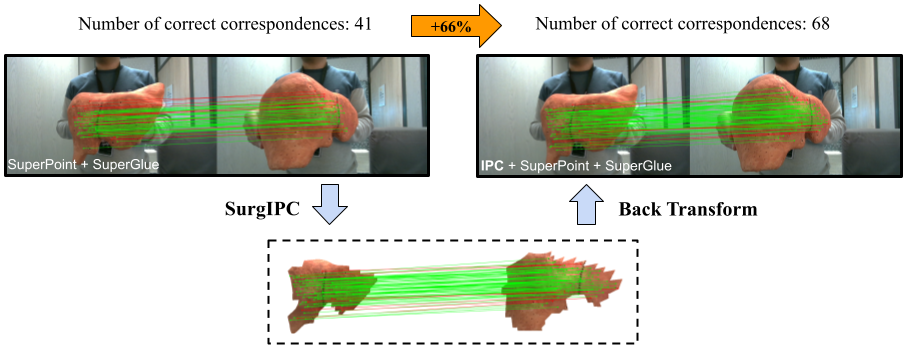 Number of correct correspondences: 41
+66%
Number of correct correspondences: 68
SuperPoint + SuperGlue
IPC + SuperPoint + SuperGlue
SurgIPC
Back Transform